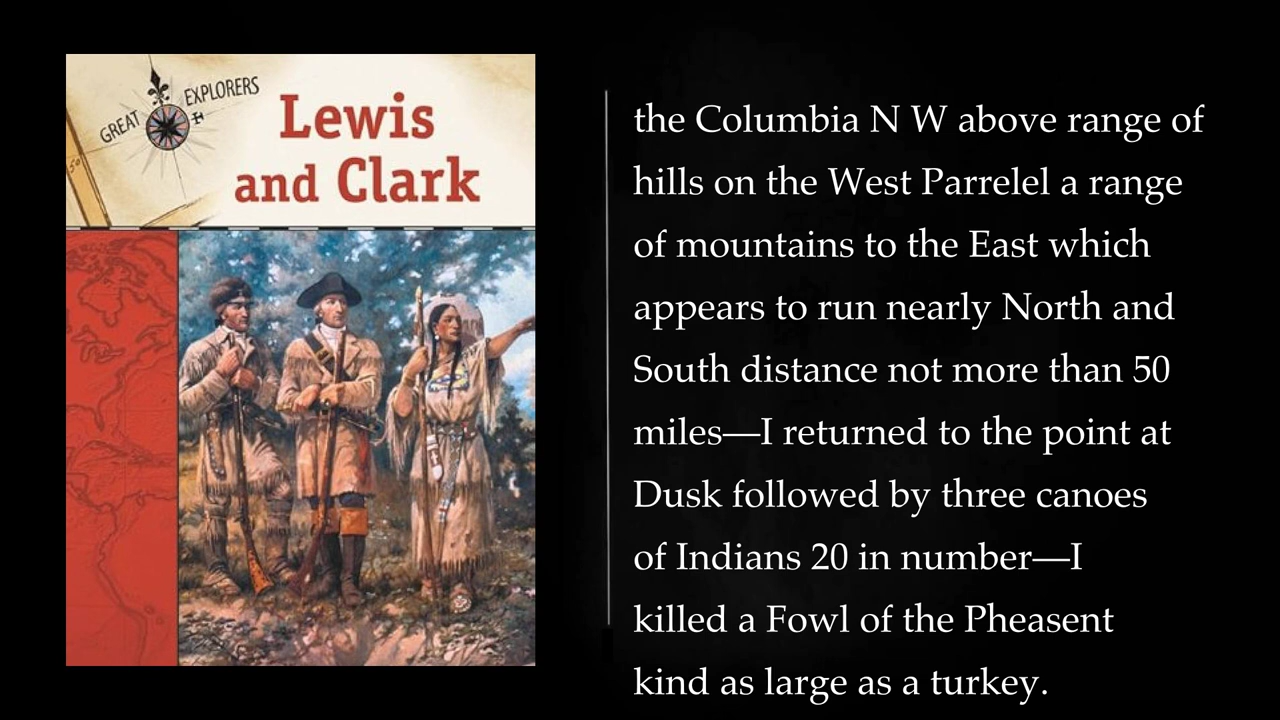 GREAT EXPLORERS
Lewis
and Clark
the Columbia N W above range of
hills on the West Parrelel a range
of mountains to the East which
appears to run nearly North and
South distance not more than 50
miles—I returned to the point at
Dusk followed by three canoes
of Indians 20 in number—I
killed a Fowl of the Pheasent
kind as large as a turkey.